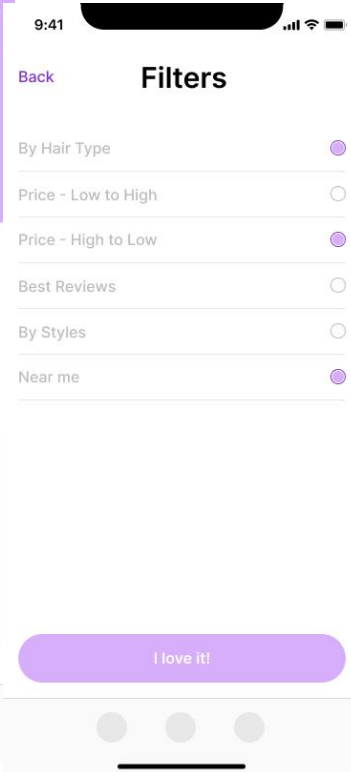 9:41
Back
Filters
By Hair Type
Price - Low to High
Price - High to Low
Best Reviews
By Styles
Near me
I love it!